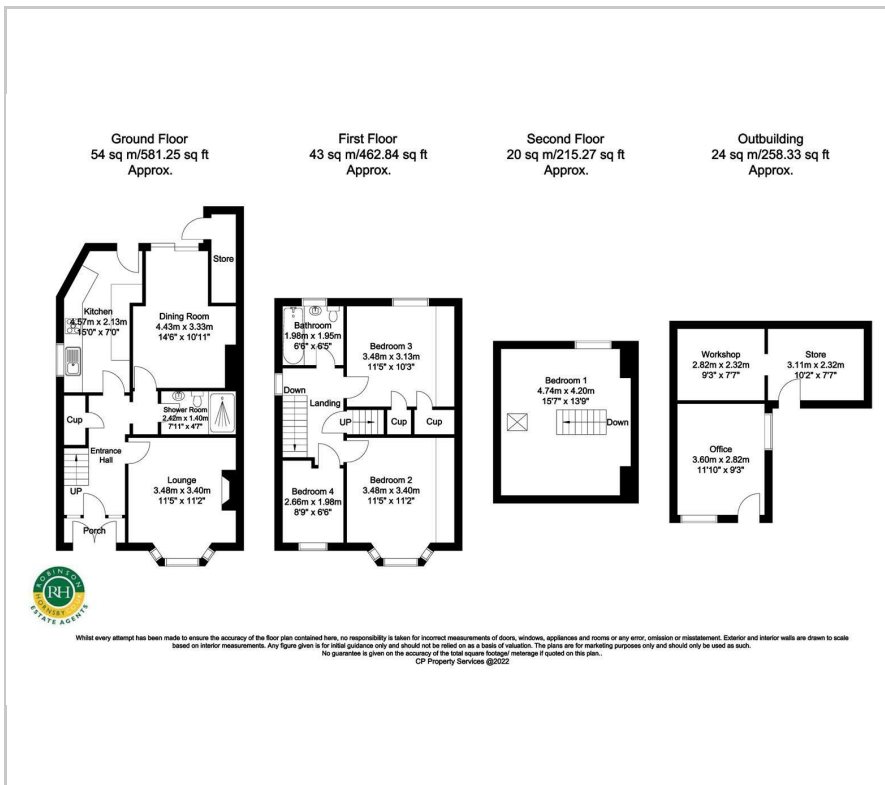 Ground Floor
54 sq m/581.25 sq ft
Approx.
First Floor
43 sq m/462.84 sq ft
Approx.
Second Floor
20 sq m/215.27 sq ft
Approx.
Outbuilding
24 sq m/258.33 sq ft
Approx.
Store
Kitchen
4.57m x 2.13m
15'0" x 7'0"
Dining Room
4.43m x 3.33m
14'6" x 10'11"
Cup
Shower Room
2.42m x 1.40m
7'11" x 4'7"
Entrance
Hall
UP
Lounge
3.48m x 3.40m
11'5" x 11'2"
Porch
Bathroom
1.98m x 1.95m
6'6" x 6'5"
Bedroom 3
3.48m x 3.13m
11'5" x 10'3"
Down
Landing
UP
Cup
Cup
Bedroom 4
2.66m x 1.98m
8'9" x 6'6"
Bedroom 2
3.48m x 3.40m
11'5" x 11'2"
Bedroom 1
4.74m x 4.20m
15'7" x 13'9"
Down
Workshop
2.82m x 2.32m
9'3" x 7'7"
Store
3.11m x 2.32m
10'2" x 7'7"
Office
3.60m x 2.82m
11'10" x 9'3"
ROBINSON
RH
HORNSBY
ESTATE AGENTS
Whilst every attempt has been made to ensure the accuracy of the floor plan contained here, no responsibility is taken for incorrect measurements of doors, windows, appliances and rooms or any error, omission or misstatement. Exterior and interior walls are drawn to scale
based on interior measurements. Any figure given is for initial guidance only and should not be relied on as a basis of valuation. The plans are for marketing purposes only and should only be used as such.
No guarantee is given on the accuracy of the total square footage/ meterage if quoted on this plan..
CP Property Services @2022